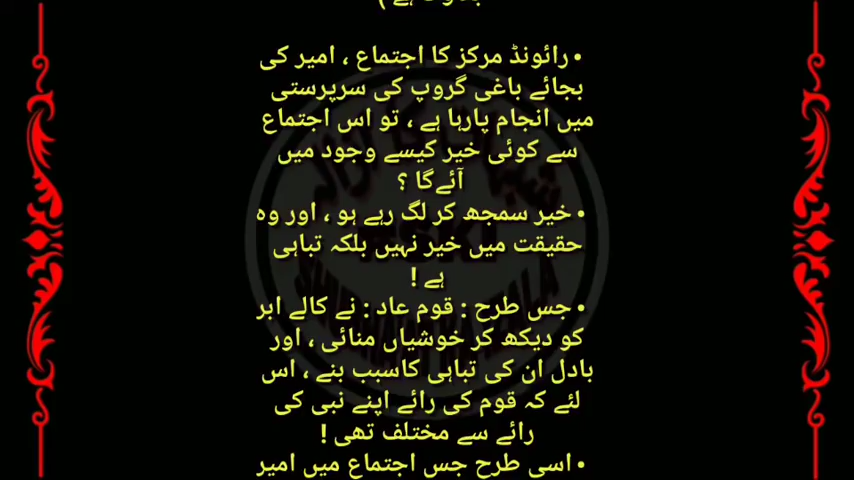 • رائونڈ مرکز کا اجتماع ، امیر کی
بجائے باغی گروپ کی سرپرستی
میں انجام پارہا ہے ، تو اس اجتماع
سے کوئی خیر کیسے وجود میں
آئےگا ؟
• خیر سمجھ کر لگ رہے ہو ، اور وہ
حقیقت میں خیر نہیں بلکہ تباہی
ہے !
• جس طرح : قوم عاد : نے کالے ابر
کو دیکھ کر خوشیاں منائی ، اور
بادل ان کی تباہی کاسبب بنے ، اس
لئے کہ قوم کی رائے اپنے نبی کی
رائے سے مختلف تھی !
• اسی طرح جس اجتماع میں امیر